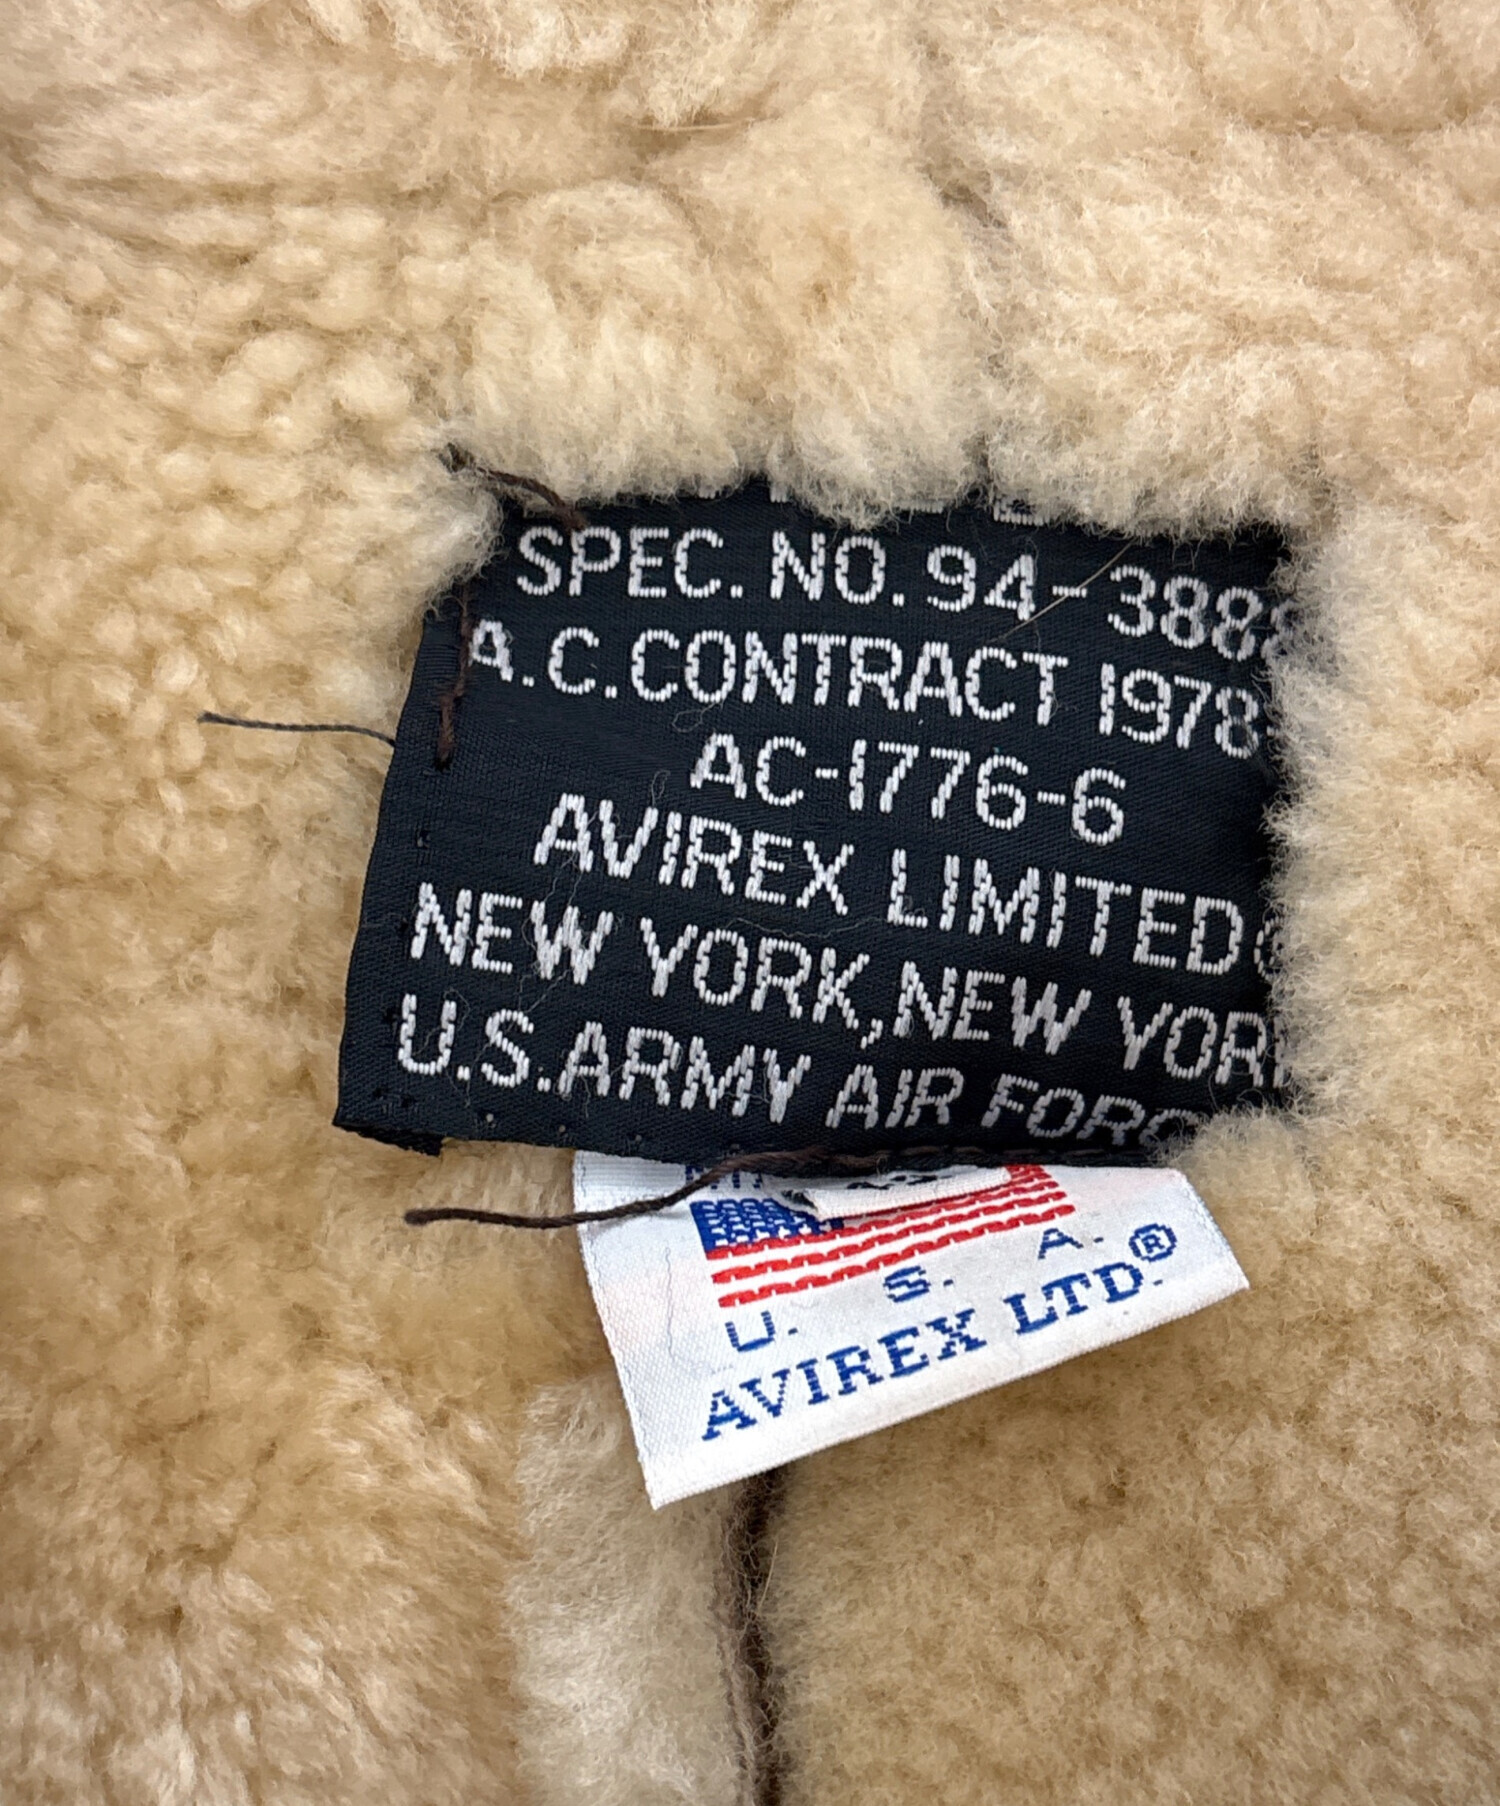 SPEC. NO. 94-388
A.C. CONTRACT 1978
AC-1776-6
AVIREX LIMITED
NEW YORK, NEW YOR
U.S. ARMY AIR FORC
U. S. A.
AVIREX LTD.®